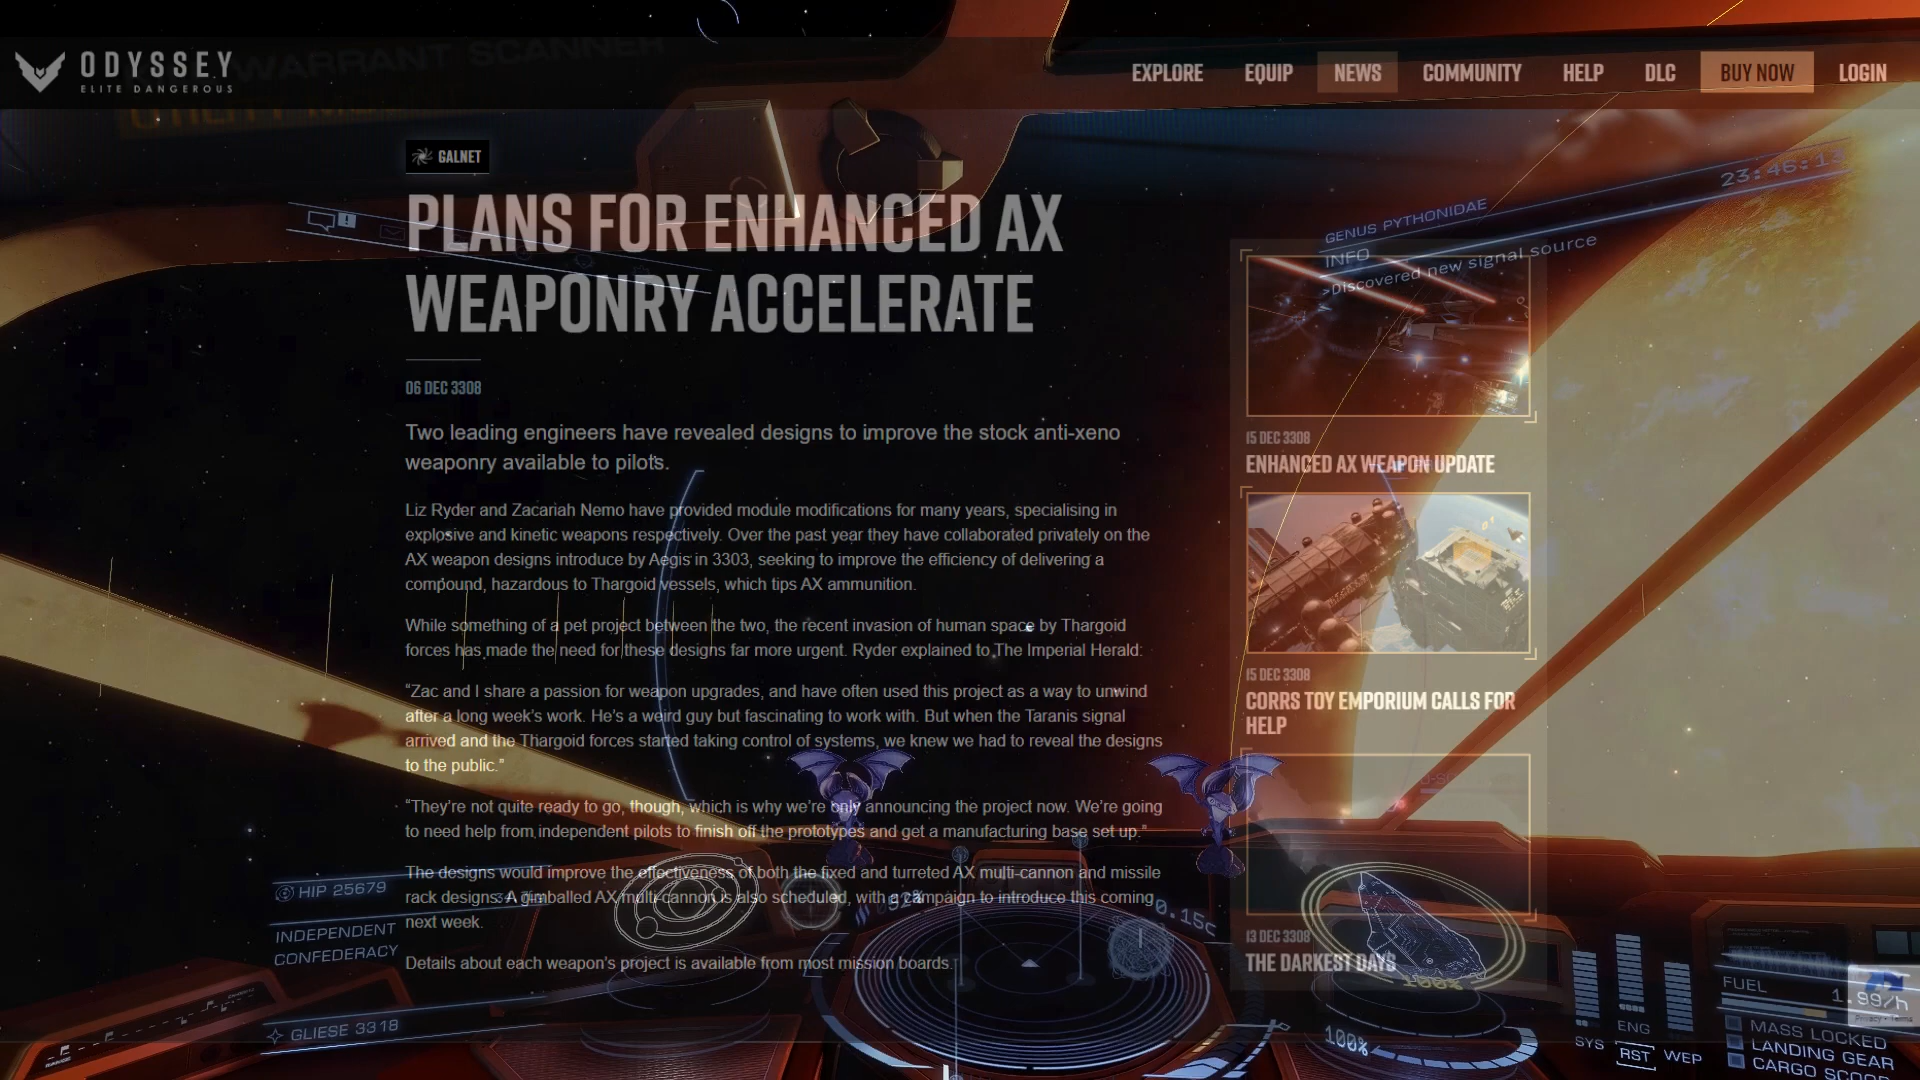 WARRANT SCANNER
ODYSSEY
ELITE DANGEROUS
EXPLORE
EQUIP
NEWS
COMMUNITY
HELP
DLC
BUY NOW
LOGIN
GALNET
PLANS FOR ENHANCED AX
WEAPONRY ACCELERATE
06 DEC 3308
Two leading engineers have revealed designs to improve the stock anti-xeno
weaponry available to pilots.
Liz Ryder and Zacariah Nemo have provided module modifications for many years, specialising in
explosive and kinetic weapons respectively. Over the past year they have collaborated privately on the
AX weapon designs introduce by Aegis in 3303, seeking to improve the efficiency of delivering a
compound, hazardous to Thargoid vessels, which tips AX ammunition.
While something of a pet project between the two, the recent invasion of human space by Thargoid
forces has made the need for these designs far more urgent. Ryder explained to The Imperial Herald:
“Zac and I share a passion for weapon upgrades, and have often used this project as a way to unwind
after a long week’s work. He’s a weird guy but fascinating to work with. But when the Taranis signal
arrived and the Thargoid forces started taking control of systems, we knew we had to reveal the designs
to the public.”
“They’re not quite ready to go, though, which is why we’re only announcing the project now. We’re going
to need help from independent pilots to finish off the prototypes and get a manufacturing base set up.”
The designs would improve the effectiveness of both the fixed and turreted AX multi-cannon and missile
rack designs. A gimballed AX multi-cannon is also scheduled, with a campaign to introduce this coming
next week.
Details about each weapon’s project is available from most mission boards.
23:46:13
GENUS PYTHONIDAE
INFO
>Discovered new signal source
15 DEC 3308
ENHANCED AX WEAPON UPDATE
15 DEC 3308
CORRS TOY EMPORIUM CALLS FOR
HELP
13 DEC 3308
THE DARKEST DAYS
HIP 25679
INDEPENDENT
CONFEDERACY
GLIESE 3318
0.15c
100%
100%
SYS
ENG
RST
WEP
FUEL
1.99/h
MASS LOCKED
LANDING GEAR
CARGO SCOOP
Privacy - Terms